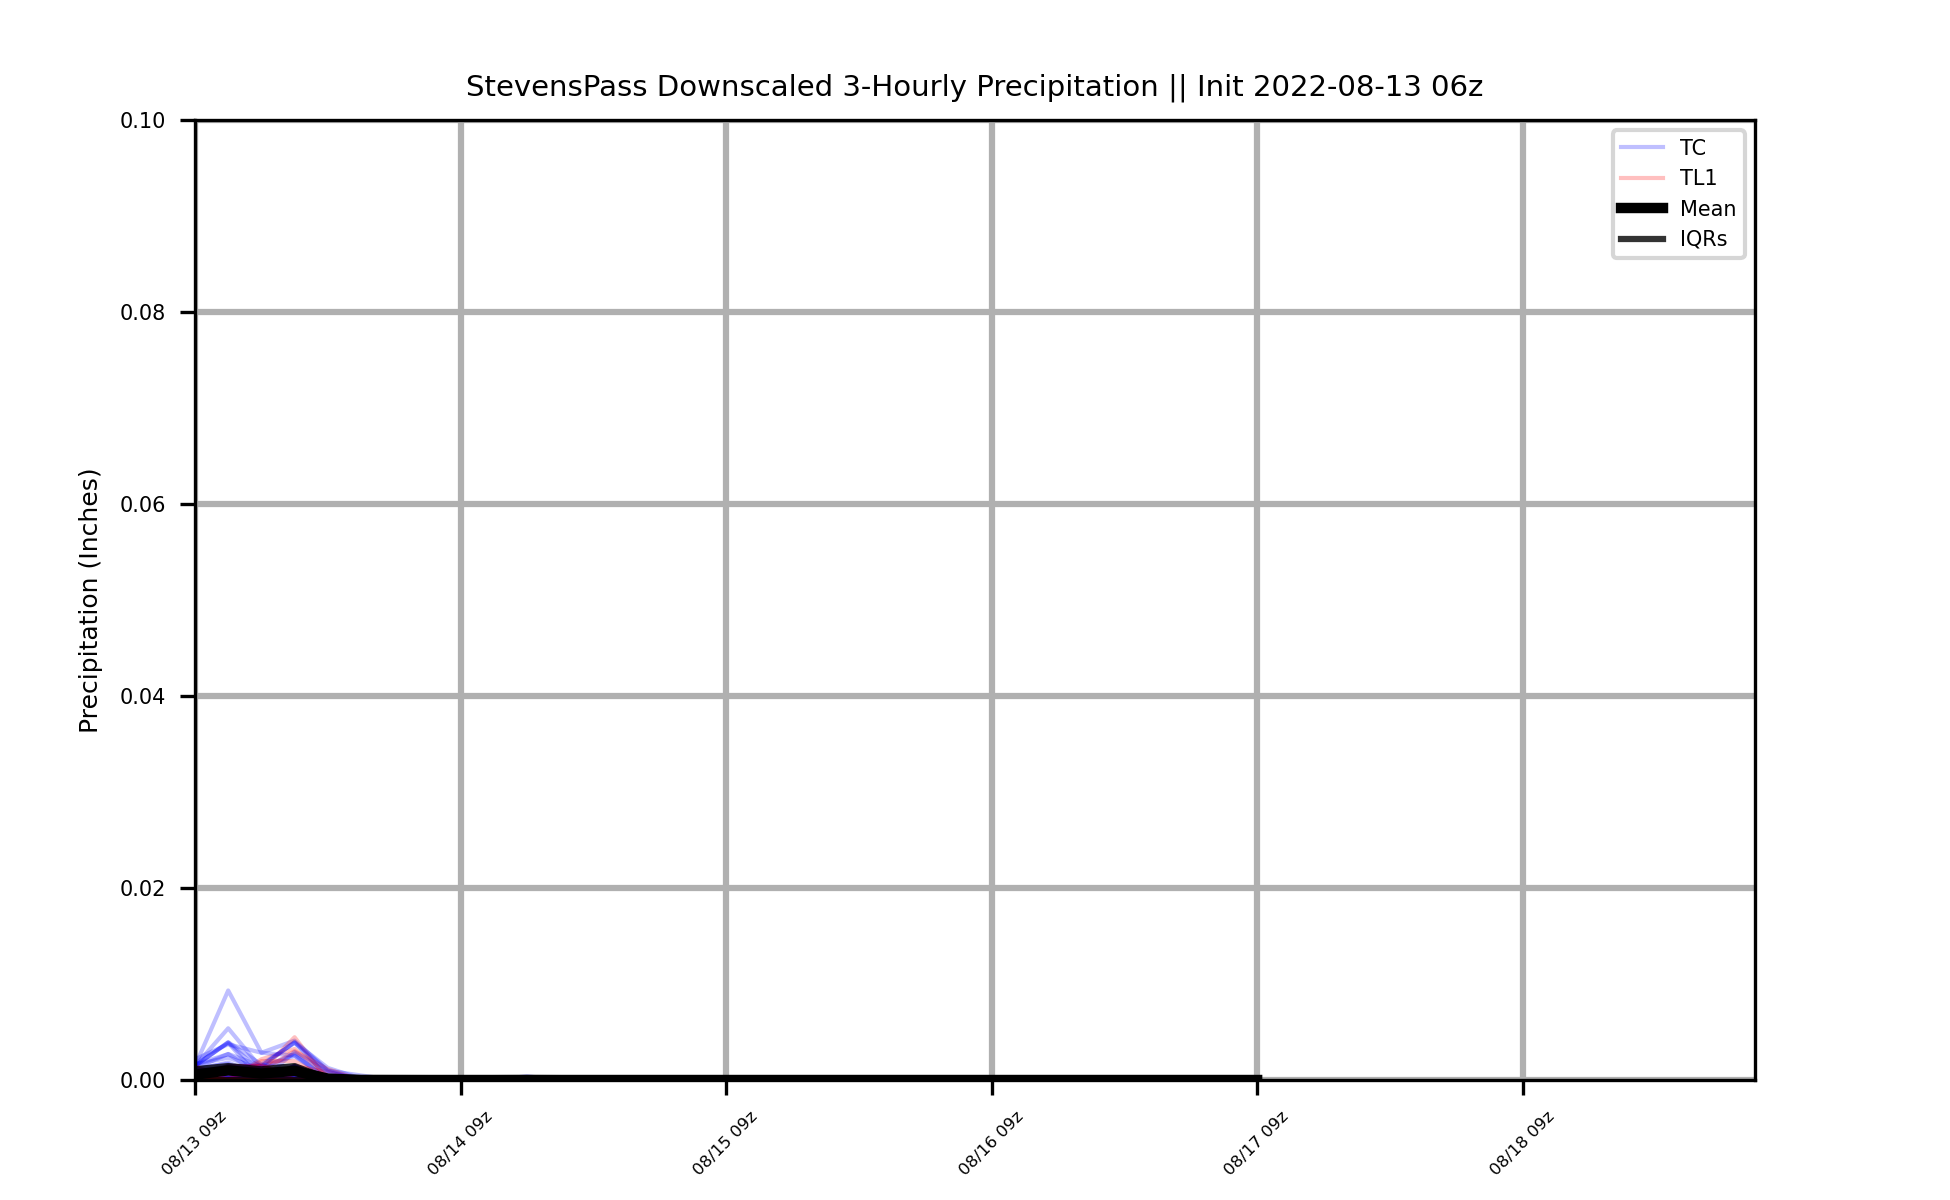 StevensPass Downscaled 3-Hourly Precipitation || Init 2022-08-13 06z
0.10
0.08
0.06
0.04
0.02
0.00
Precipitation (Inches)
TC
TL1
Mean
IQRs
08/13 09z
08/14 09z
08/15 09z
08/16 09z
08/17 09z
08/18 09z